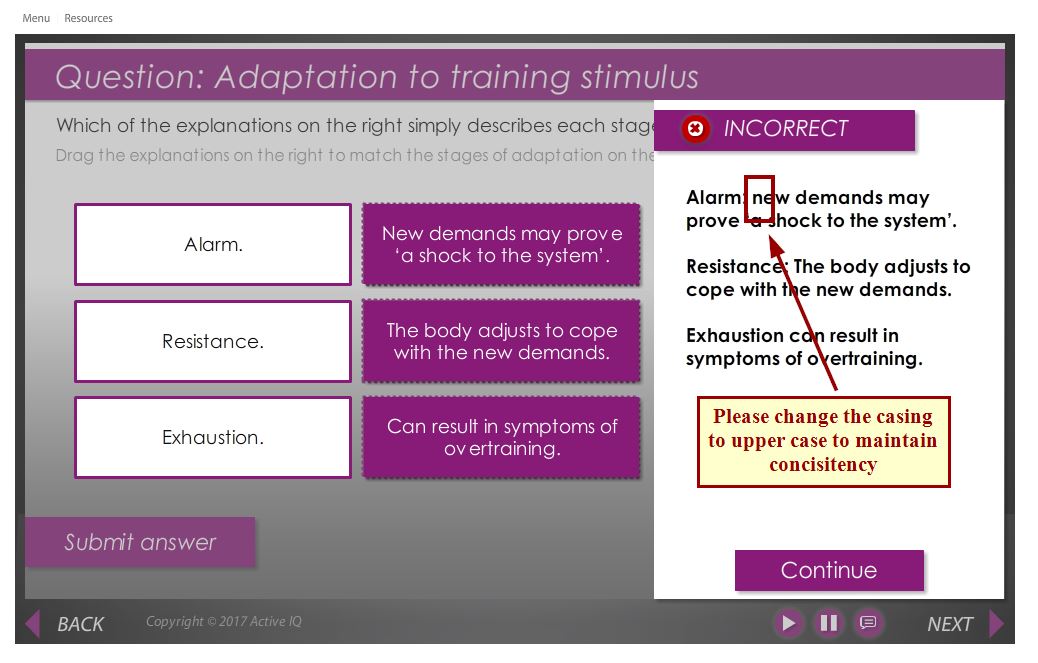 Menu Resources
Question: Adaptation to training stimulus
Which of the explanations on the right simply describes each stage
Drag the explanations on the right to match the stages of adaptation on the
Alarm.
New demands may prove
‘a shock to the system’.
Resistance.
The body adjusts to cope
with the new demands.
Exhaustion.
Can result in symptoms of
overtraining.
Submit answer
INCORRECT
Alarm: new demands may
prove ‘a shock to the system’.
Resistance: The body adjusts to
cope with the new demands.
Exhaustion can result in
symptoms of overtraining.
Please change the casing
to upper case to maintain
concisitency
Continue
BACK
Copyright © 2017 Active IQ
NEXT